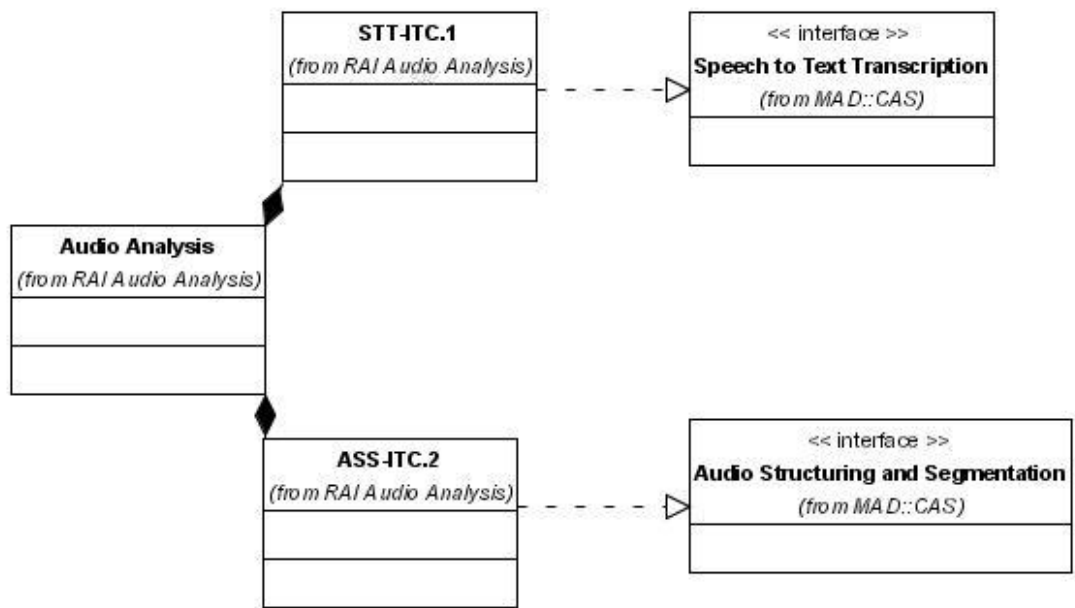 STT-ITC.1
(from RAI Audio Analysis)
<< interface >>
Speech to Text Transcription
(from MAD::CAS)
Audio Analysis
(from RAI Audio Analysis)
ASS-ITC.2
(from RAI Audio Analysis)
<< interface >>
Audio Structuring and Segmentation
(from MAD::CAS)